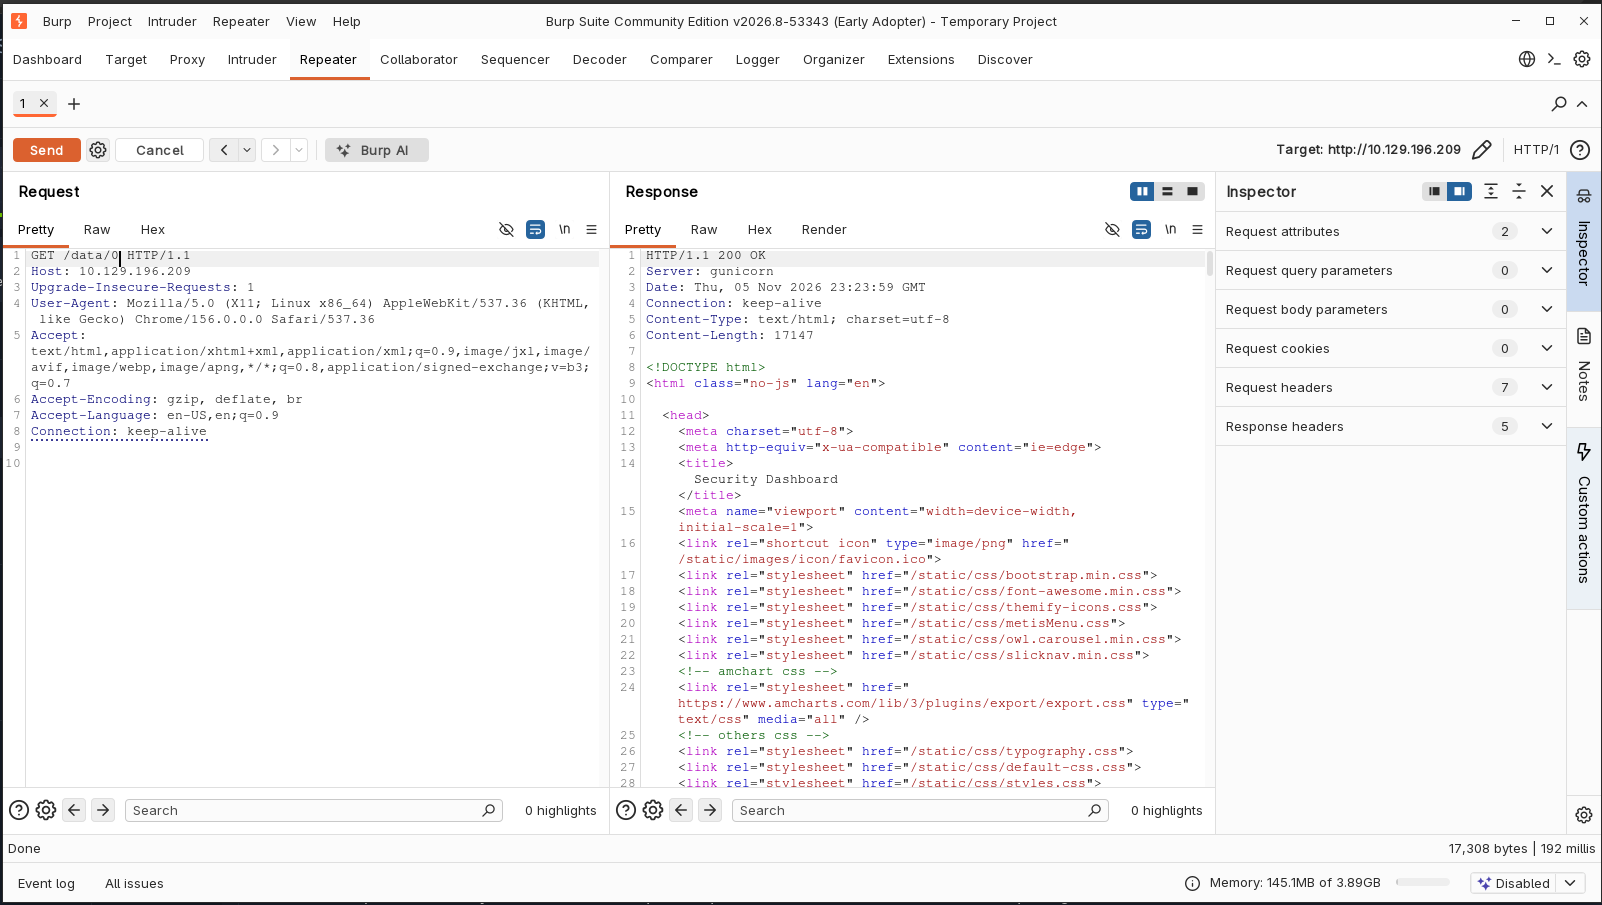 Burp Project Intruder Repeater View Help Burp Suite Community Edition v2026.8-53343 (Early Adopter) - Temporary Project
Dashboard Target Proxy Intruder Repeater Collaborator Sequencer Decoder Comparer Logger Organizer Extensions Discover
1
Send Cancel Burp AI Target: http://10.129.196.209 HTTP/1
Request
Pretty Raw Hex \n
1 GET /data/0 HTTP/1.1
2 Host: 10.129.196.209
3 Upgrade-Insecure-Requests: 1
4 User-Agent: Mozilla/5.0 (X11; Linux x86_64) AppleWebKit/537.36 (KHTML,
like Gecko) Chrome/156.0.0.0 Safari/537.36
5 Accept:
text/html,application/xhtml+xml,application/xml;q=0.9,image/jxl,image/
avif,image/webp,image/apng,*/*;q=0.8,application/signed-exchange;v=b3;
q=0.7
6 Accept-Encoding: gzip, deflate, br
7 Accept-Language: en-US,en;q=0.9
8 Connection: keep-alive
9
10
Search 0 highlights
Response
Pretty Raw Hex Render \n
1 HTTP/1.1 200 OK
2 Server: gunicorn
3 Date: Thu, 05 Nov 2026 23:23:59 GMT
4 Connection: keep-alive
5 Content-Type: text/html; charset=utf-8
6 Content-Length: 17147
7
8 <!DOCTYPE html>
9 <html class="no-js" lang="en">
10
11 <head>
12 <meta charset="utf-8">
13 <meta http-equiv="x-ua-compatible" content="ie=edge">
14 <title>
Security Dashboard
</title>
15 <meta name="viewport" content="width=device-width,
initial-scale=1">
16 <link rel="shortcut icon" type="image/png" href="
/static/images/icon/favicon.ico">
17 <link rel="stylesheet" href="/static/css/bootstrap.min.css">
18 <link rel="stylesheet" href="/static/css/font-awesome.min.css">
19 <link rel="stylesheet" href="/static/css/themify-icons.css">
20 <link rel="stylesheet" href="/static/css/metisMenu.css">
21 <link rel="stylesheet" href="/static/css/owl.carousel.min.css">
22 <link rel="stylesheet" href="/static/css/slicknav.min.css">
23 <!-- amchart css -->
24 <link rel="stylesheet" href="
https://www.amcharts.com/lib/3/plugins/export/export.css" type="
text/css" media="all" />
25 <!-- others css -->
26 <link rel="stylesheet" href="/static/css/typography.css">
27 <link rel="stylesheet" href="/static/css/default-css.css">
28 <link rel="stylesheet" href="/static/css/styles.css">
Search 0 highlights
Inspector
Request attributes 2
Request query parameters 0
Request body parameters 0
Request cookies 0
Request headers 7
Response headers 5
Inspector
Notes
Custom actions
Done 17,308 bytes | 192 millis
Event log All issues Memory: 145.1MB of 3.89GB Disabled